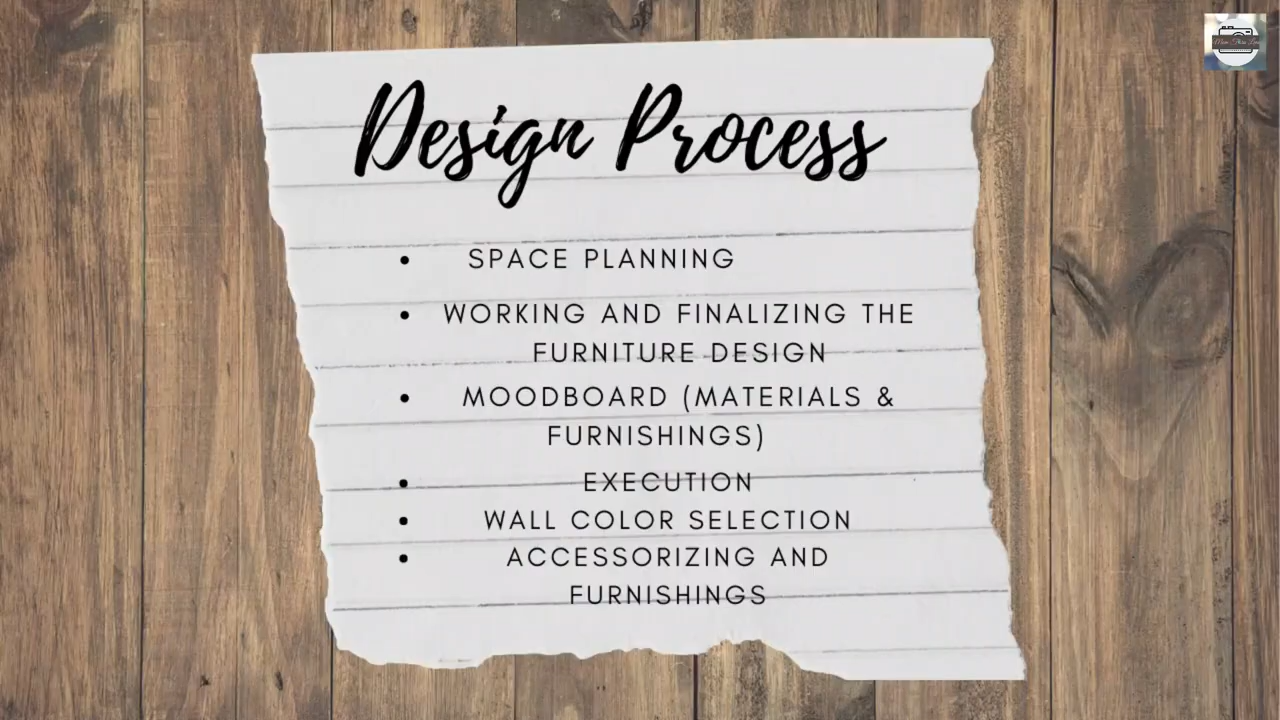 Design Process
• SPACE PLANNING
• WORKING AND FINALIZING THE
FURNITURE DESIGN
• MOODBOARD (MATERIALS &
FURNISHINGS)
• EXECUTION
• WALL COLOR SELECTION
• ACCESSORIZING AND
FURNISHINGS